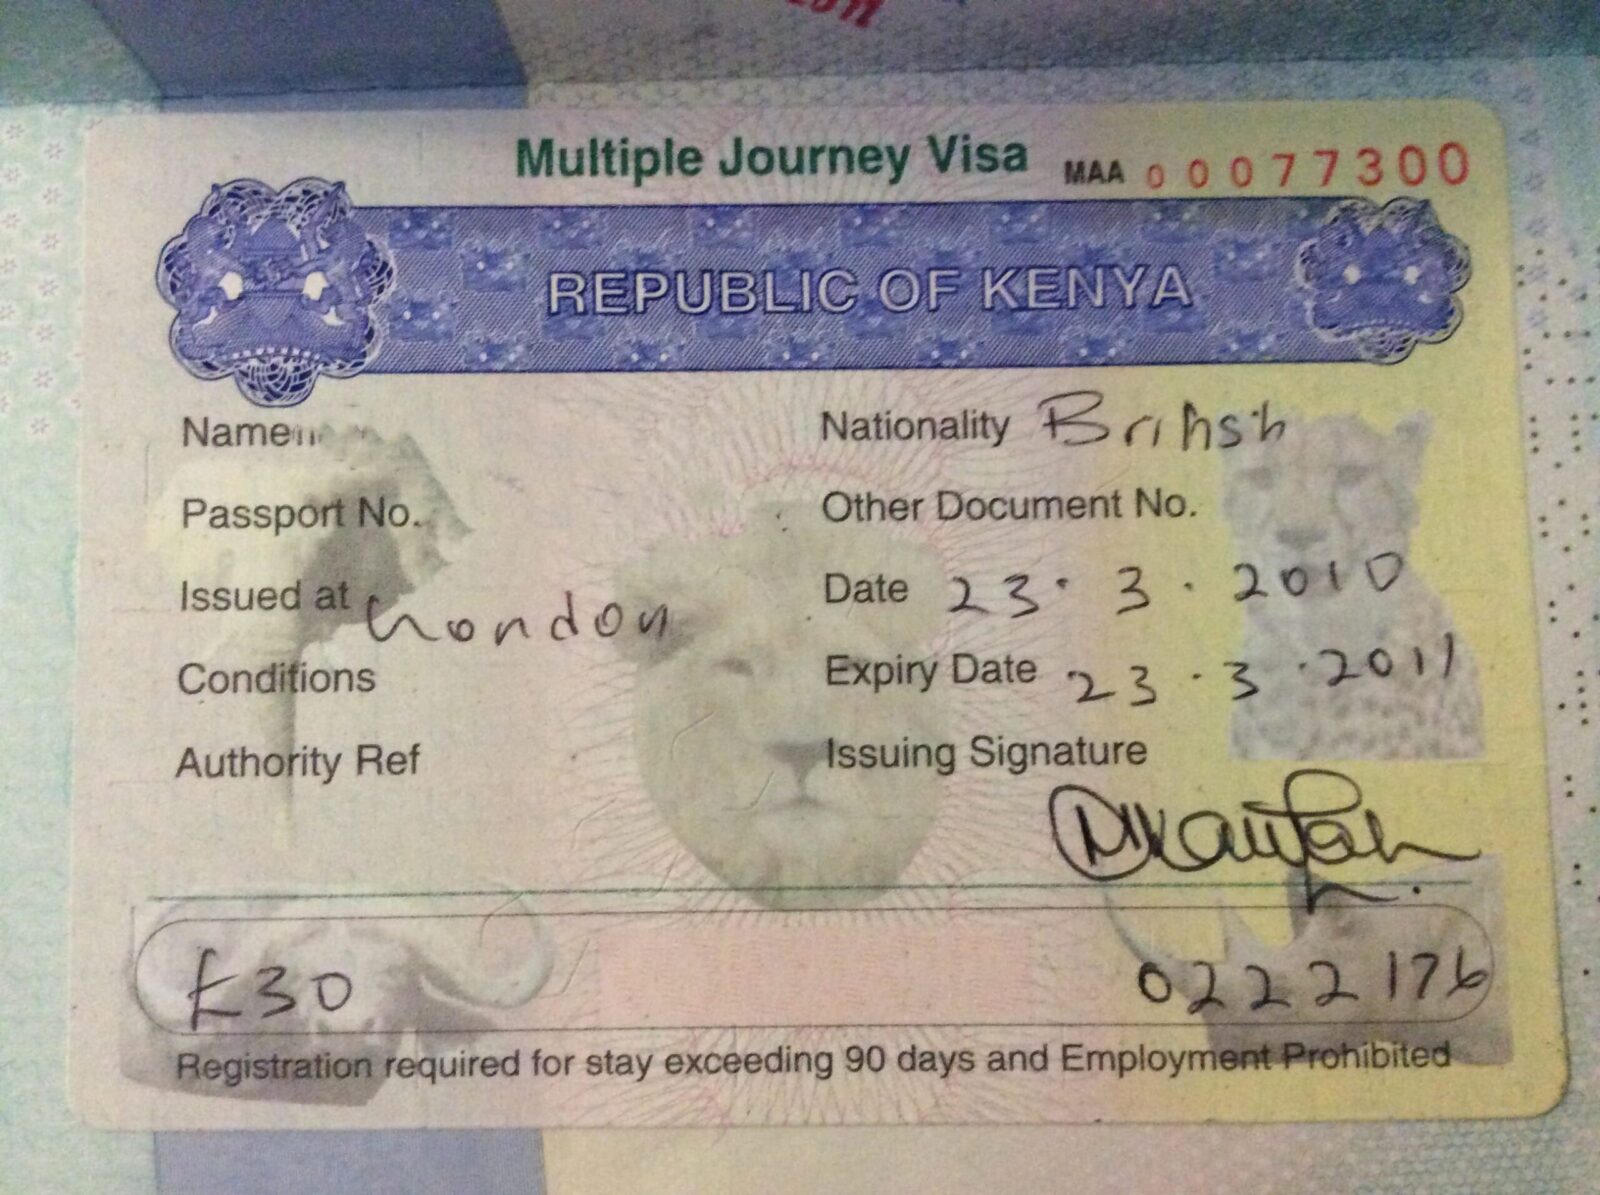 Multiple Journey Visa MAA 00077300
REPUBLIC OF KENYA
Name
Nationality British
Passport No.
Other Document No.
Issued at London
Date 23.3.2010
Conditions
Expiry Date 23.3.2011
Authority Ref
Issuing Signature
£30 0222176
Registration required for stay exceeding 90 days and Employment Prohibited